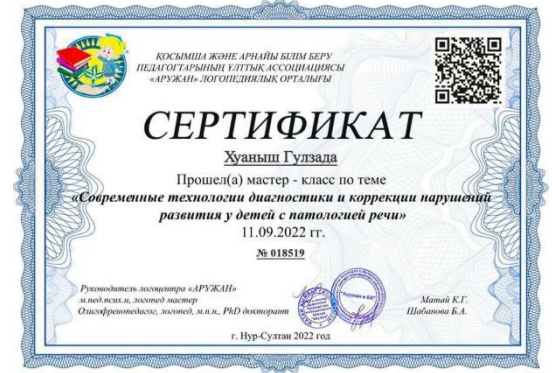 ҚОСЫМША ЖӘНЕ АРНАЙЫ БІЛІМ БЕРУ
ПЕДАГОГТАРЫНЫҢ ҰЛТТЫҚ АССОЦИАЦИЯСЫ
«АРУЖАН» ЛОГОПЕДИЯЛЫҚ ОРТАЛЫҒЫ
СЕРТИФИКАТ
Хуаныш Гулзада
Прошел(а) мастер - класс по теме
«Современные технологии диагностики и коррекции нарушений
развития у детей с патологией речи»
11.09.2022 гг.
№ 018519
Руководитель логоцентра «АРУЖАН»
м.пед.псих.н, логопед мастер
Олигофренопедагог, логопед, м.п.н., PhD докторант
"Аружан и БК"
Матай К.Г.
Шабанова Б.А.
г. Нур-Султан 2022 год